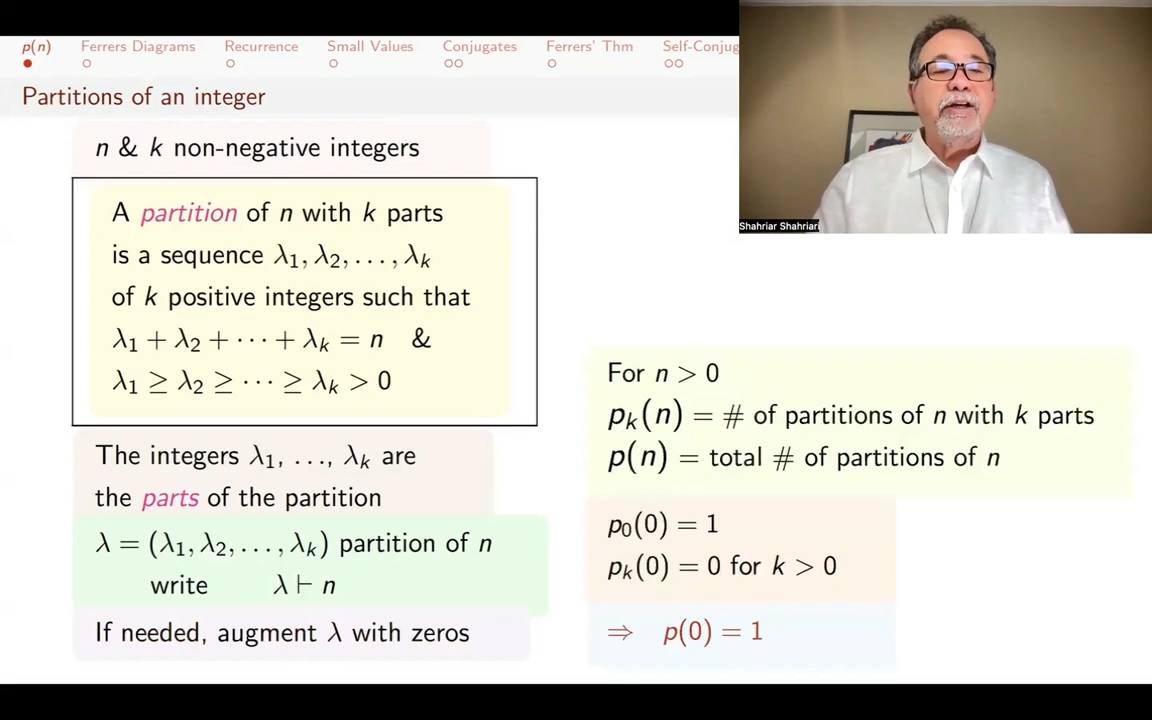 p(n) Ferrers Diagrams Recurrence Small Values Conjugates Ferrers' Thm Self-Conjug
Partitions of an integer
n & k non-negative integers
A partition of n with k parts
is a sequence λ₁, λ₂, . . . , λₖ
of k positive integers such that
λ₁ + λ₂ + · · · + λₖ = n &
λ₁ ≥ λ₂ ≥ · · · ≥ λₖ > 0
The integers λ₁, . . ., λₖ are
the parts of the partition
λ = (λ₁, λ₂, . . . , λₖ) partition of n
write λ ⊢ n
If needed, augment λ with zeros
Shahriar Shahriari
For n > 0
pₖ(n) = # of partitions of n with k parts
p(n) = total # of partitions of n
p₀(0) = 1
pₖ(0) = 0 for k > 0
⇒ p(0) = 1